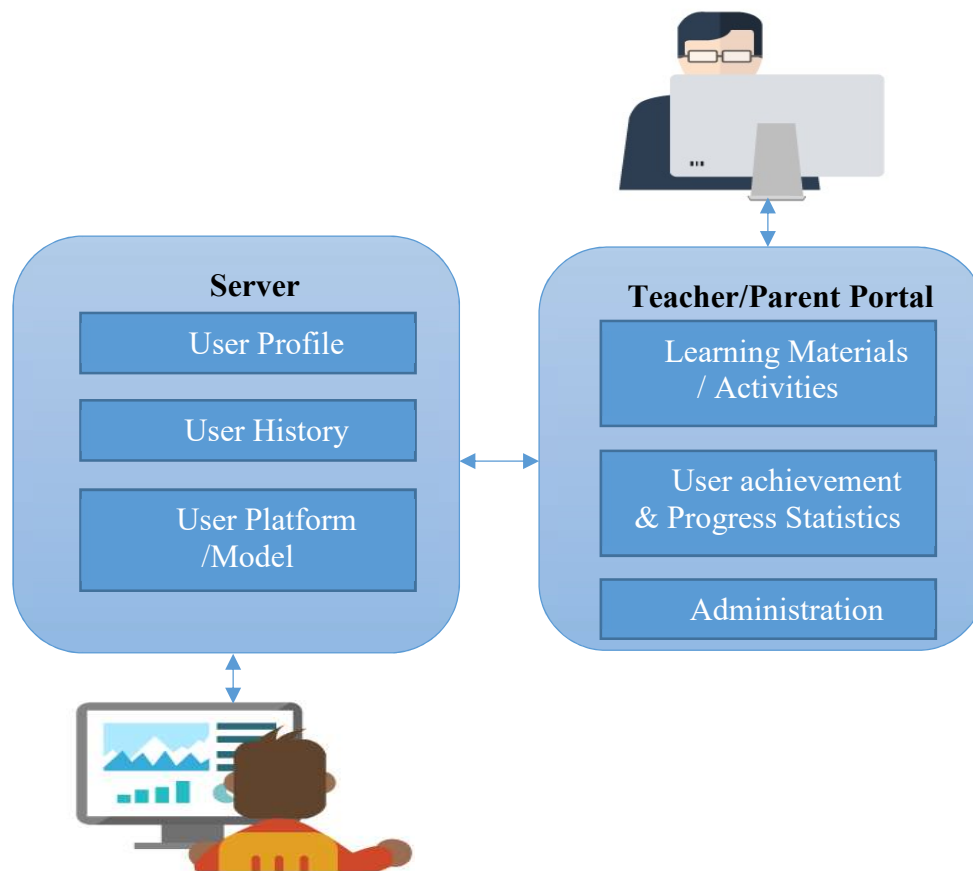 Server
User Profile
User History
User Platform
/Model
Teacher/Parent Portal
Learning Materials
/ Activities
User achievement
& Progress Statistics
Administration